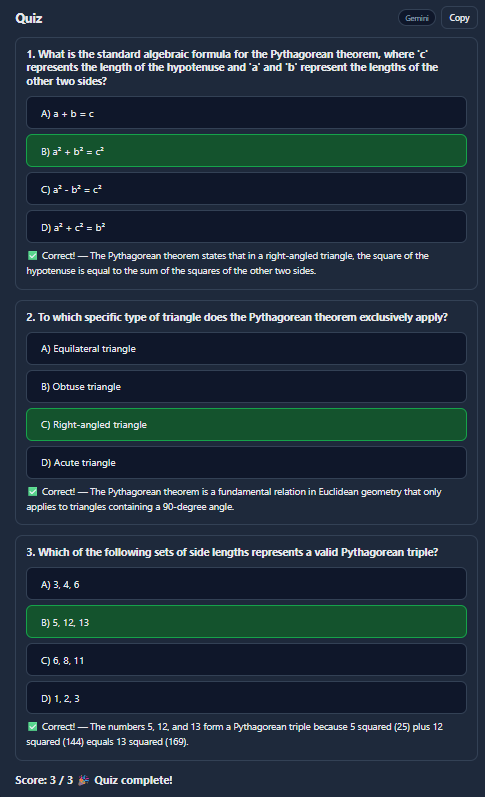 Quiz
Gemini
Copy
1. What is the standard algebraic formula for the Pythagorean theorem, where 'c'
represents the length of the hypotenuse and 'a' and 'b' represent the lengths of the
other two sides?
A) a + b = c
B) a² + b² = c²
C) a² - b² = c²
D) a² + c² = b²
✅ Correct! — The Pythagorean theorem states that in a right-angled triangle, the square of the
hypotenuse is equal to the sum of the squares of the other two sides.
2. To which specific type of triangle does the Pythagorean theorem exclusively apply?
A) Equilateral triangle
B) Obtuse triangle
C) Right-angled triangle
D) Acute triangle
✅ Correct! — The Pythagorean theorem is a fundamental relation in Euclidean geometry that only
applies to triangles containing a 90-degree angle.
3. Which of the following sets of side lengths represents a valid Pythagorean triple?
A) 3, 4, 6
B) 5, 12, 13
C) 6, 8, 11
D) 1, 2, 3
✅ Correct! — The numbers 5, 12, and 13 form a Pythagorean triple because 5 squared (25) plus 12
squared (144) equals 13 squared (169).
Score: 3 / 3 🎉 Quiz complete!